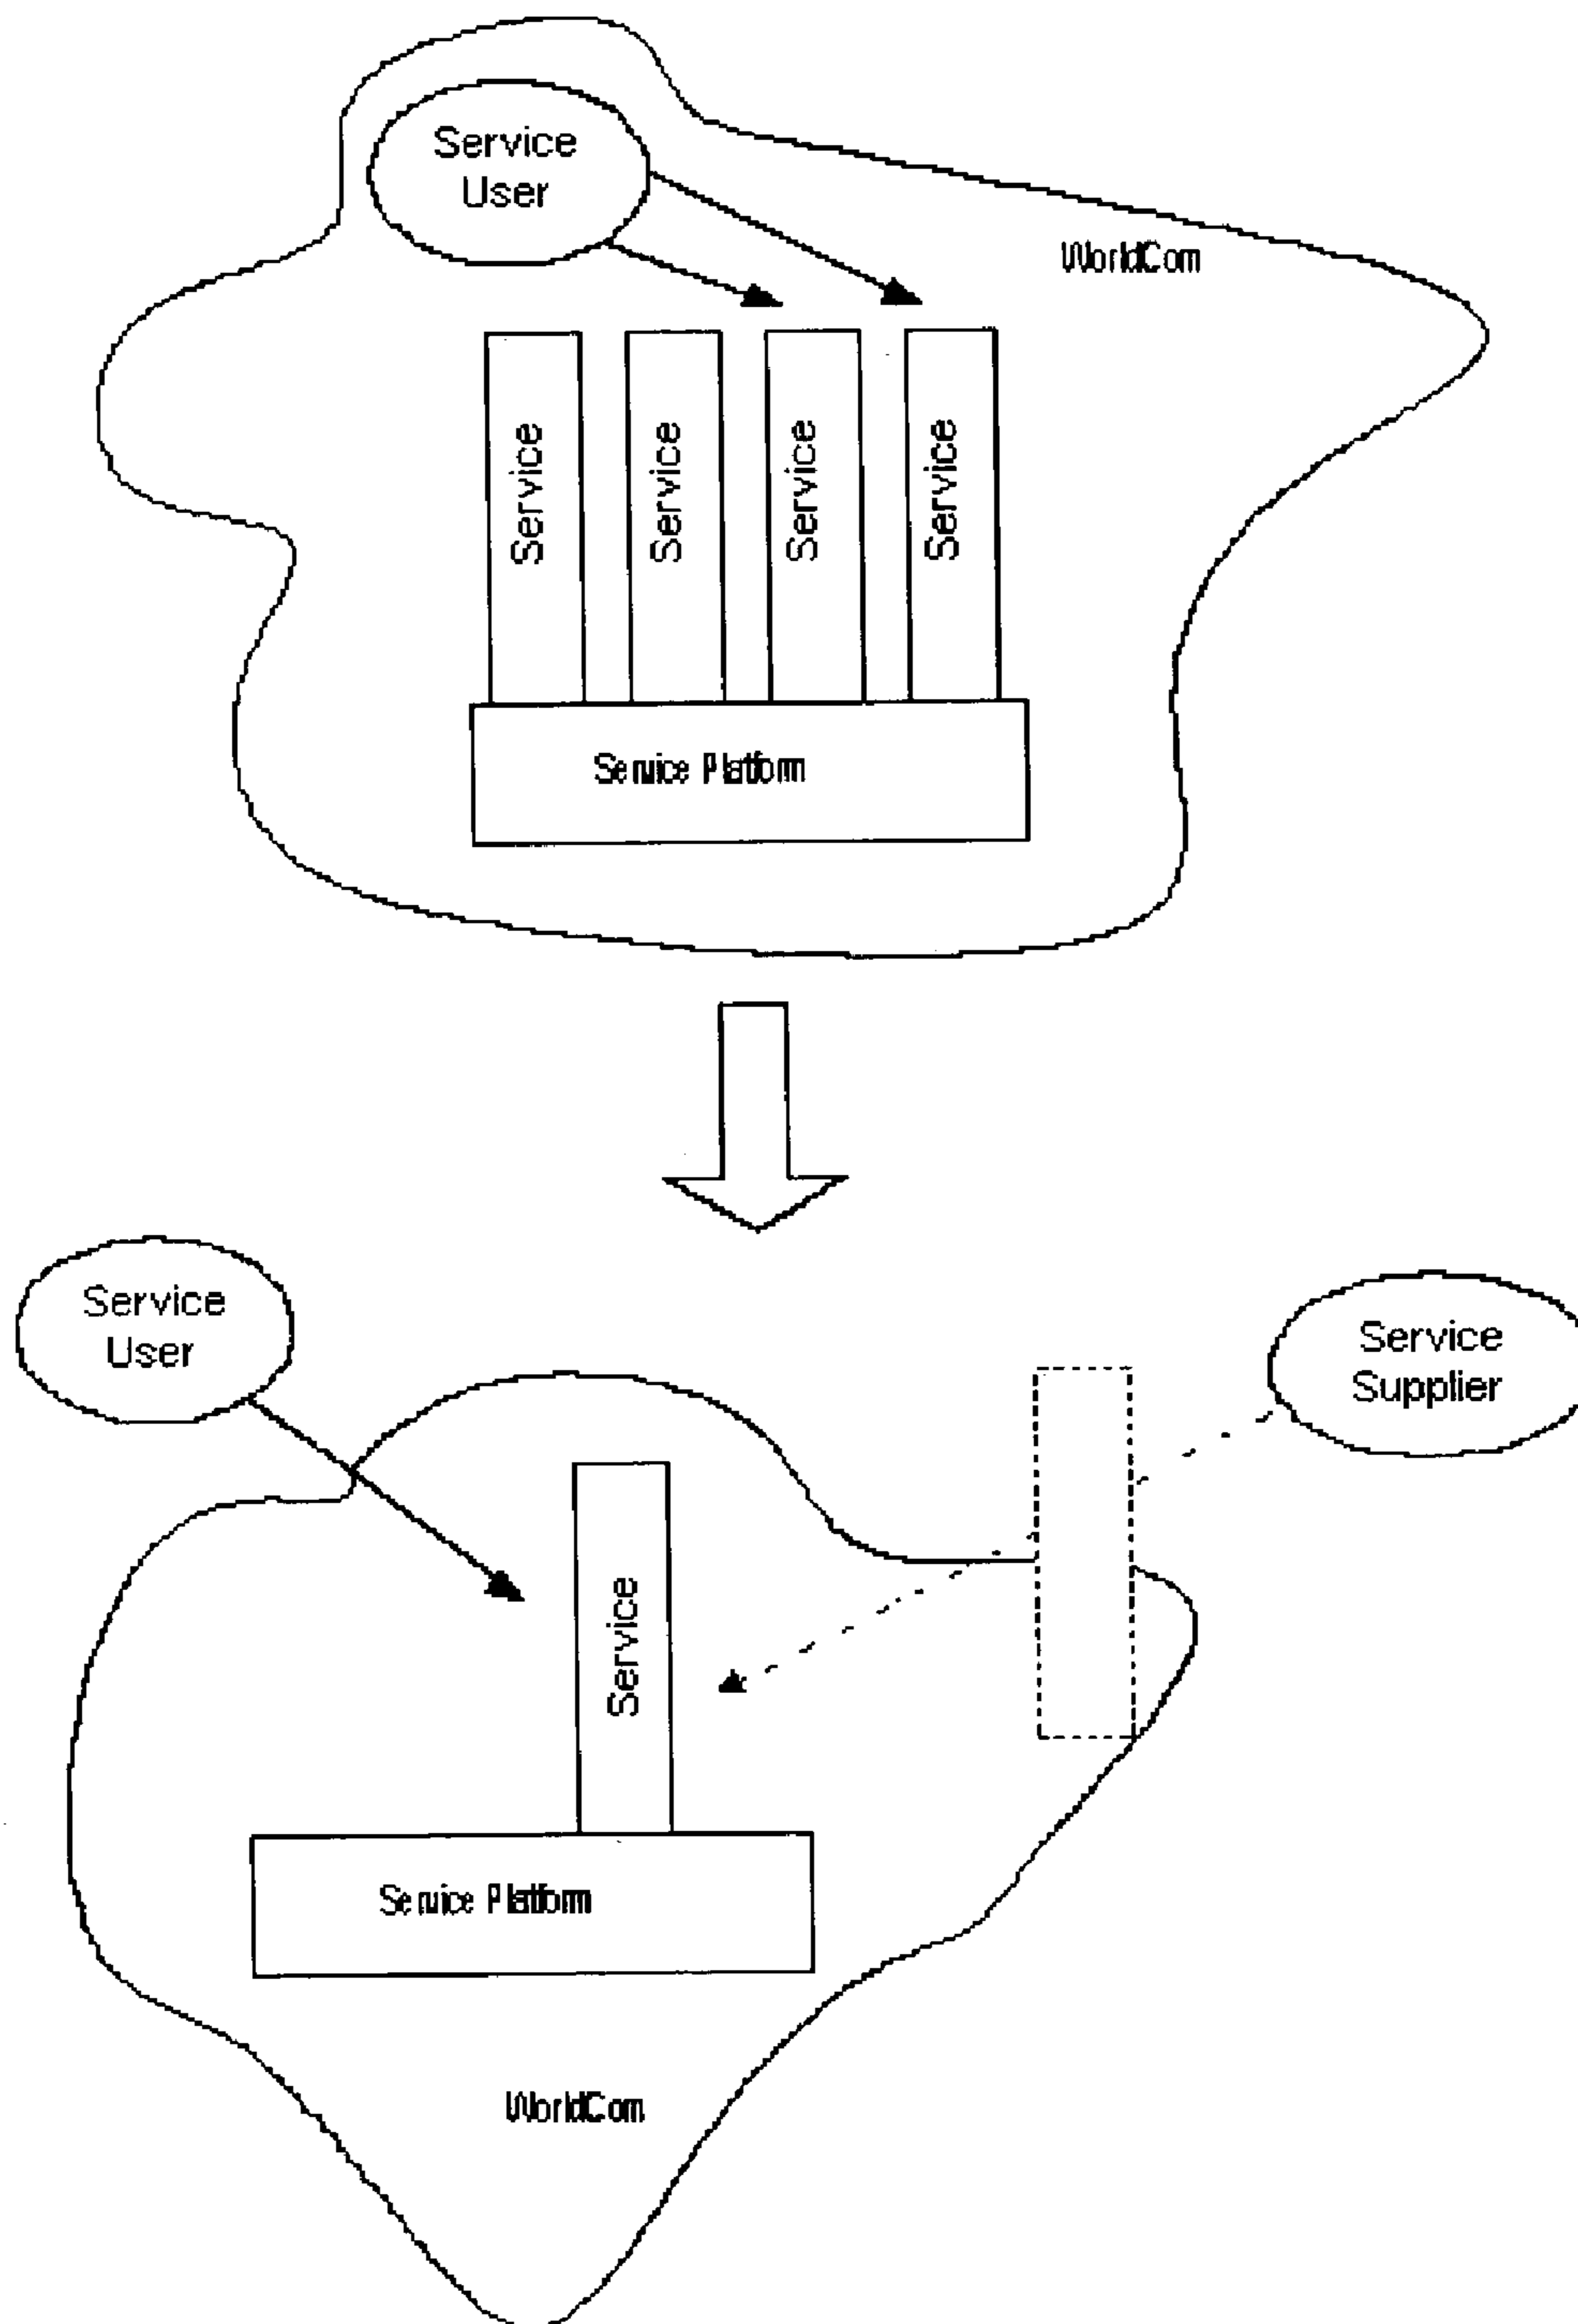 Service
User
WorldCom
Service
Service
Service
Service
Service Platform
Service
User
Service
Supplier
Service
Service Platform
WorldCom